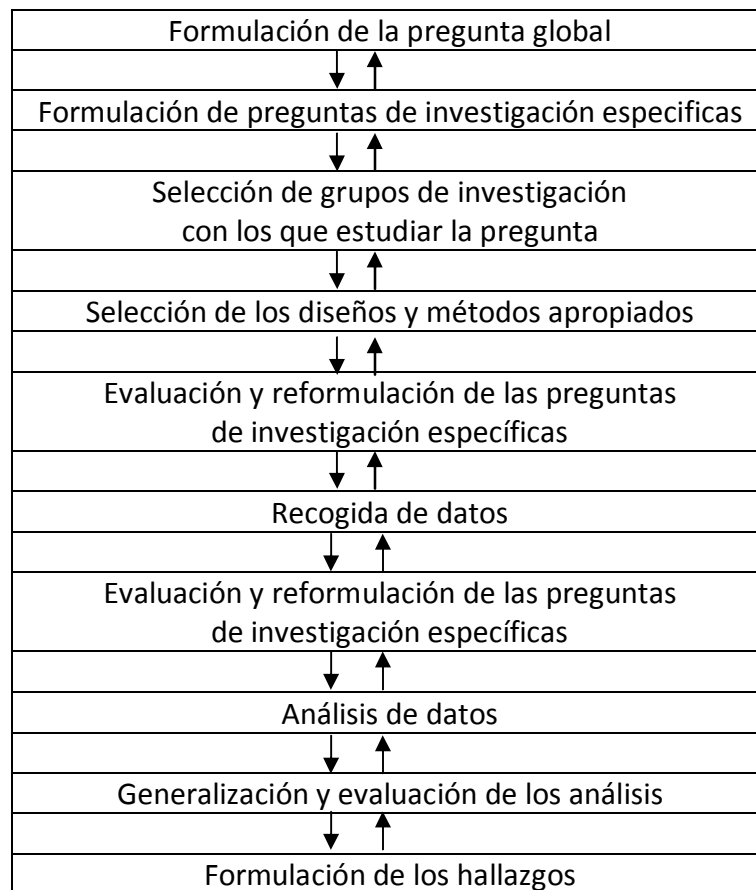 Formulación de la pregunta global
Formulación de preguntas de investigación especificas
Selección de grupos de investigación
con los que estudiar la pregunta
Selección de los diseños y métodos apropiados
Evaluación y reformulación de las preguntas
de investigación específicas
Recogida de datos
Evaluación y reformulación de las preguntas
de investigación específicas
Análisis de datos
Generalización y evaluación de los análisis
Formulación de los hallazgos